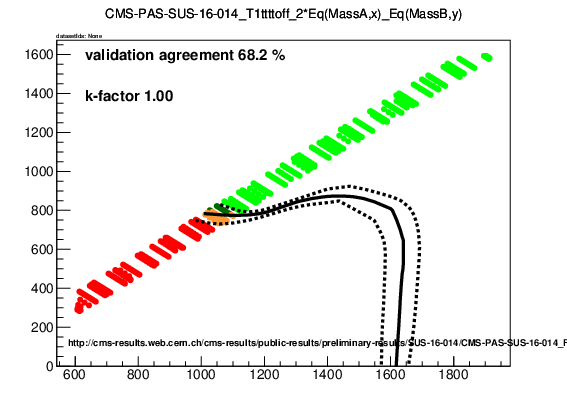 CMS-PAS-SUS-16-014_T1ttttoff_2*Eq(MassA,x)_Eq(MassB,y)
datasetIds: None
1600
validation agreement 68.2 %
1400
k-factor 1.00
1200
1000
800
600
400
200
http://cms-results.web.cern.ch/cms-results/public-results/preliminary-results/SUS-16-014/CMS-PAS-SUS-16-014_F
0
600 800 1000 1200 1400 1600 1800